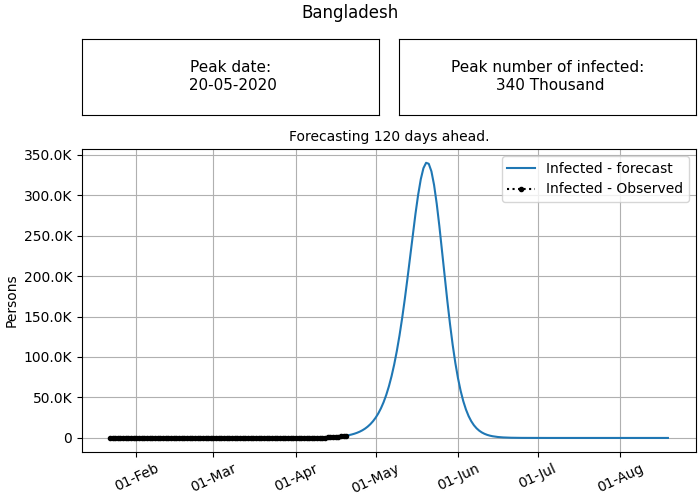 Bangladesh
Peak date:
20-05-2020
Peak number of infected:
340 Thousand
Forecasting 120 days ahead.
350.0K
300.0K
250.0K
200.0K
150.0K
100.0K
50.0K
0
Persons
Infected - forecast
Infected - Observed
01-Feb
01-Mar
01-Apr
01-May
01-Jun
01-Jul
01-Aug